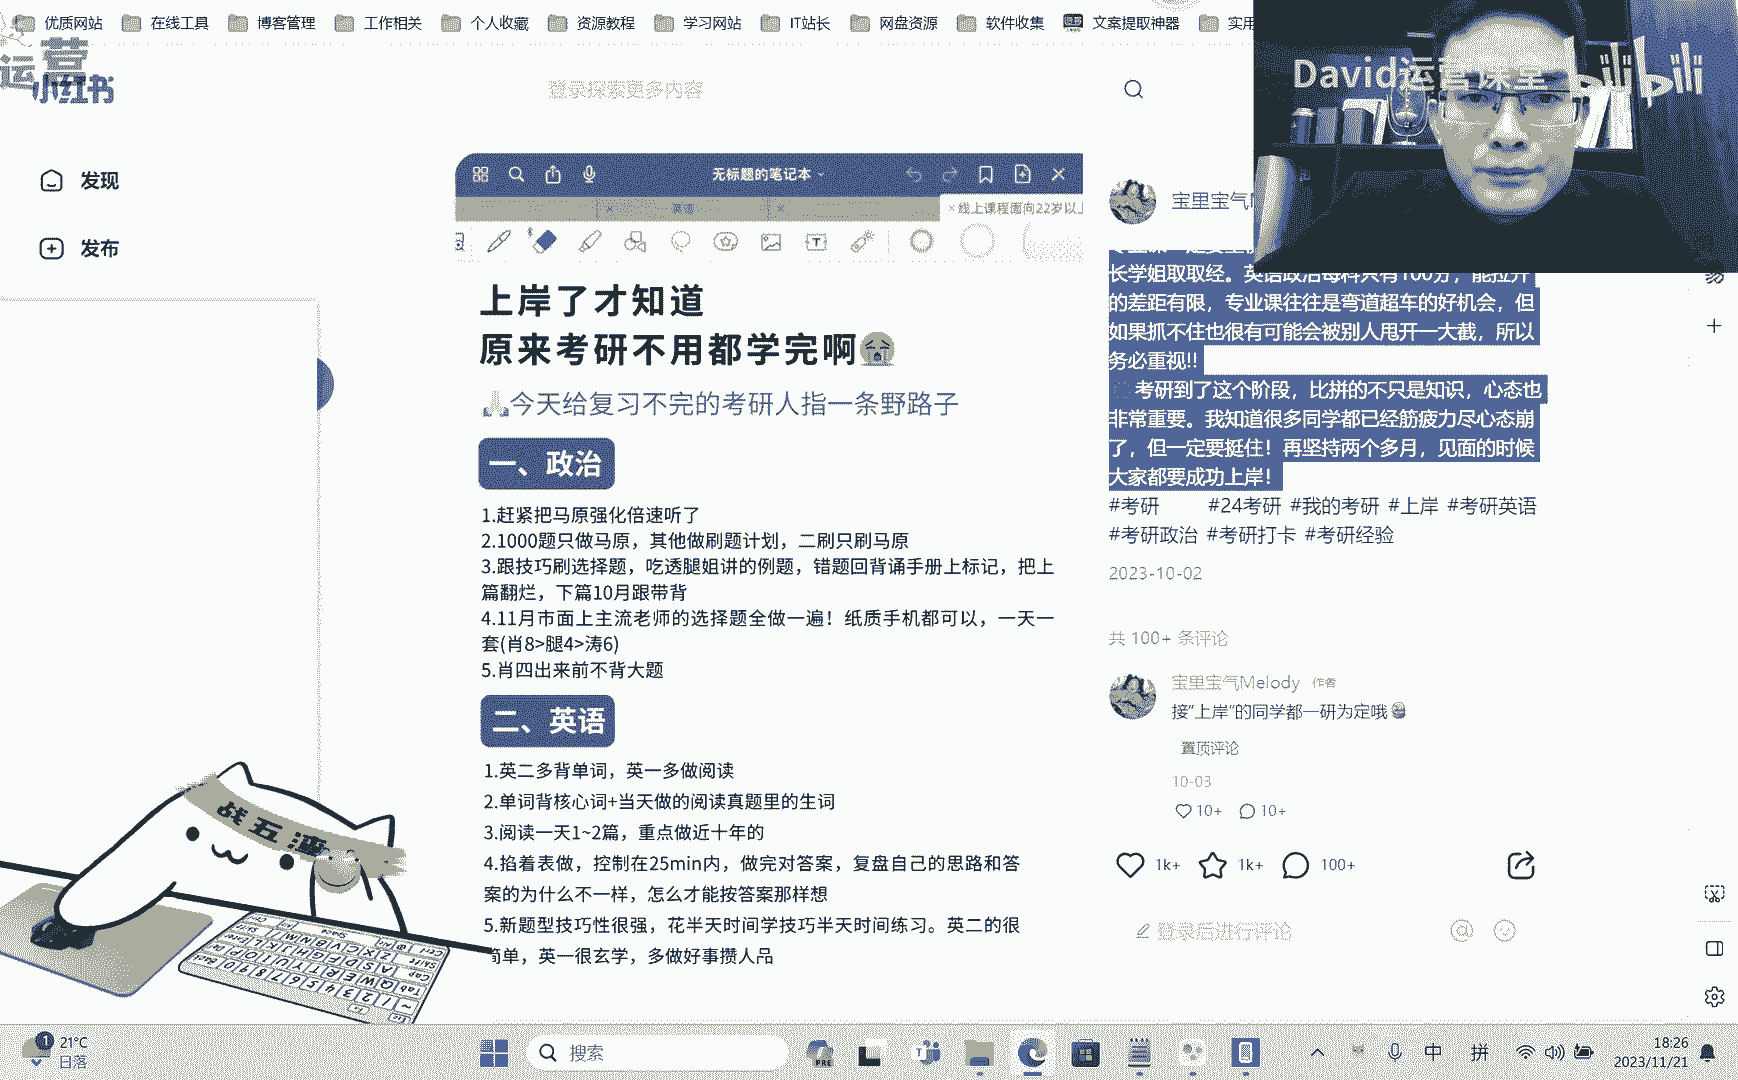 优质网站 在线工具 博客管理 工作相关 个人收藏 资源教程 学习网站 IT站长 网盘资源 软件收集 文案提取神器 实用
运营
小红书
登录探索更多内容
David运营课堂
bilibili
发现
发布
无标题的笔记本
英语
线上课程面向22岁以上
上岸了才知道
原来考研不用都学完啊😭
🙏今天给复习不完的考研人指一条野路子
一、政治
1.赶紧把马原强化倍速听了
2.1000题只做马原，其他做刷题计划，二刷只刷马原
3.跟技巧刷选择题，吃透腿姐讲的例题，错题回背诵手册上标记，把上
篇翻烂，下篇10月跟带背
4.11月市面上主流老师的选择题全做一遍！纸质手机都可以，一天一
套(肖8>腿4>涛6)
5.肖四出来前不背大题
二、英语
1.英二多背单词，英一多做阅读
2.单词背核心词+当天做的阅读真题里的生词
3.阅读一天1~2篇，重点做近十年的
4.掐着表做，控制在25min内，做完对答案，复盘自己的思路和答
案的为什么不一样，怎么才能按答案那样想
5.新题型技巧性很强，花半天时间学技巧半天时间练习。英二的很
简单，英一很玄学，多做好事攒人品
宝里宝气
长学姐取取经。英语政治每科只有100分，能拉开
的差距有限，专业课往往是弯道超车的好机会，但
如果抓不住也很有可能会被别人甩开一大截，所以
务必重视!!
考研到了这个阶段，比拼的不只是知识，心态也
非常重要。我知道很多同学都已经筋疲力尽心态崩
了，但一定要挺住！再坚持两个多月，见面的时候
大家都要成功上岸！
#考研 #24考研 #我的考研 #上岸 #考研英语
#考研政治 #考研打卡 #考研经验
2023-10-02
共 100+ 条评论
宝里宝气Melody 作者
接“上岸”的同学都一研为定哦
置顶评论
10-03
10+ 10+
1k+ 1k+ 100+
登录后进行评论
战五渣
1
21°C
日落
搜索
PRE
中 拼
18:26
2023/11/21